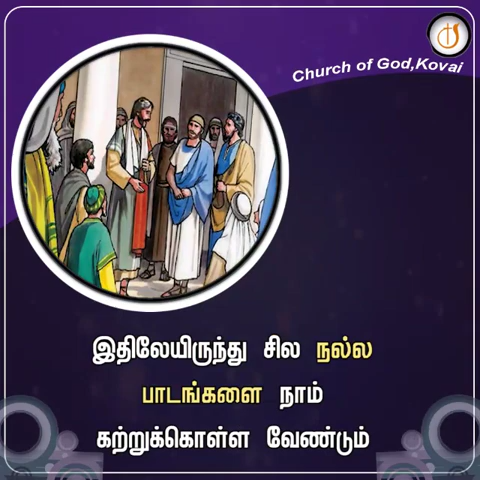 Church of God,Kovai
இதிலேயிருந்து சில நல்ல
பாடங்களை நாம்
கற்றுக்கொள்ள வேண்டும்